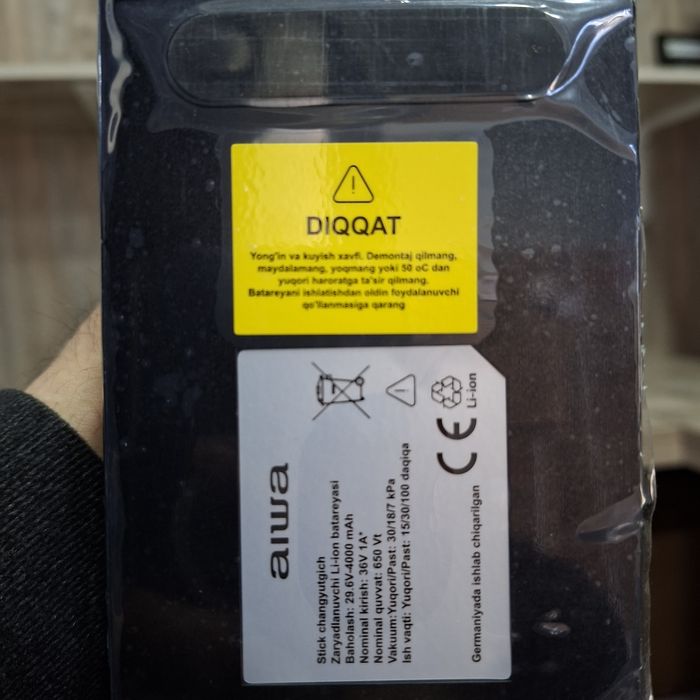 DIQQAT
Yong'in va kuyish xavfi. Demontaj qilmang,
maydalamang, yoqmang yoki 50 oC dan
yuqori haroratga ta'sir qilmang.
Batareyani ishlatishdan oldin foydalanuvchi
qo'llanmasiga qarang
aiwa
Stick changyutgich
Zaryadlanuvchi Li-ion batareyasi
Baholash: 29.6V-4000 mAh
Nominal kirish: 36V 1A*
Nominal quvvat: 650 Vt
Vakuum:Yuqori/Past: 30/18/7 kPa
Ish vaqti: Yuqori/Past: 15/30/100 daqiqa
Germaniyada ishlab chiqarilgan
CE
Li-ion